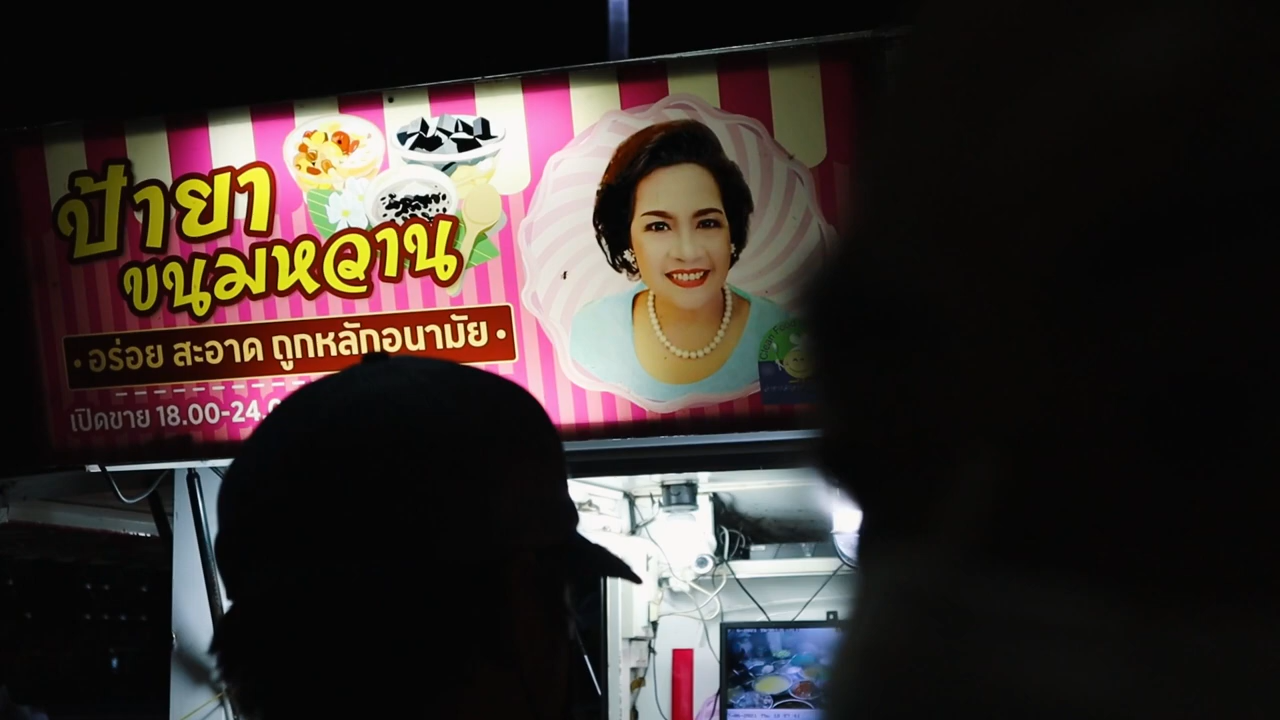 ป้ายา
ขนมหวาน
• อร่อย สะอาด ถูกหลักอนามัย •
เปิดขาย 18.00-24.